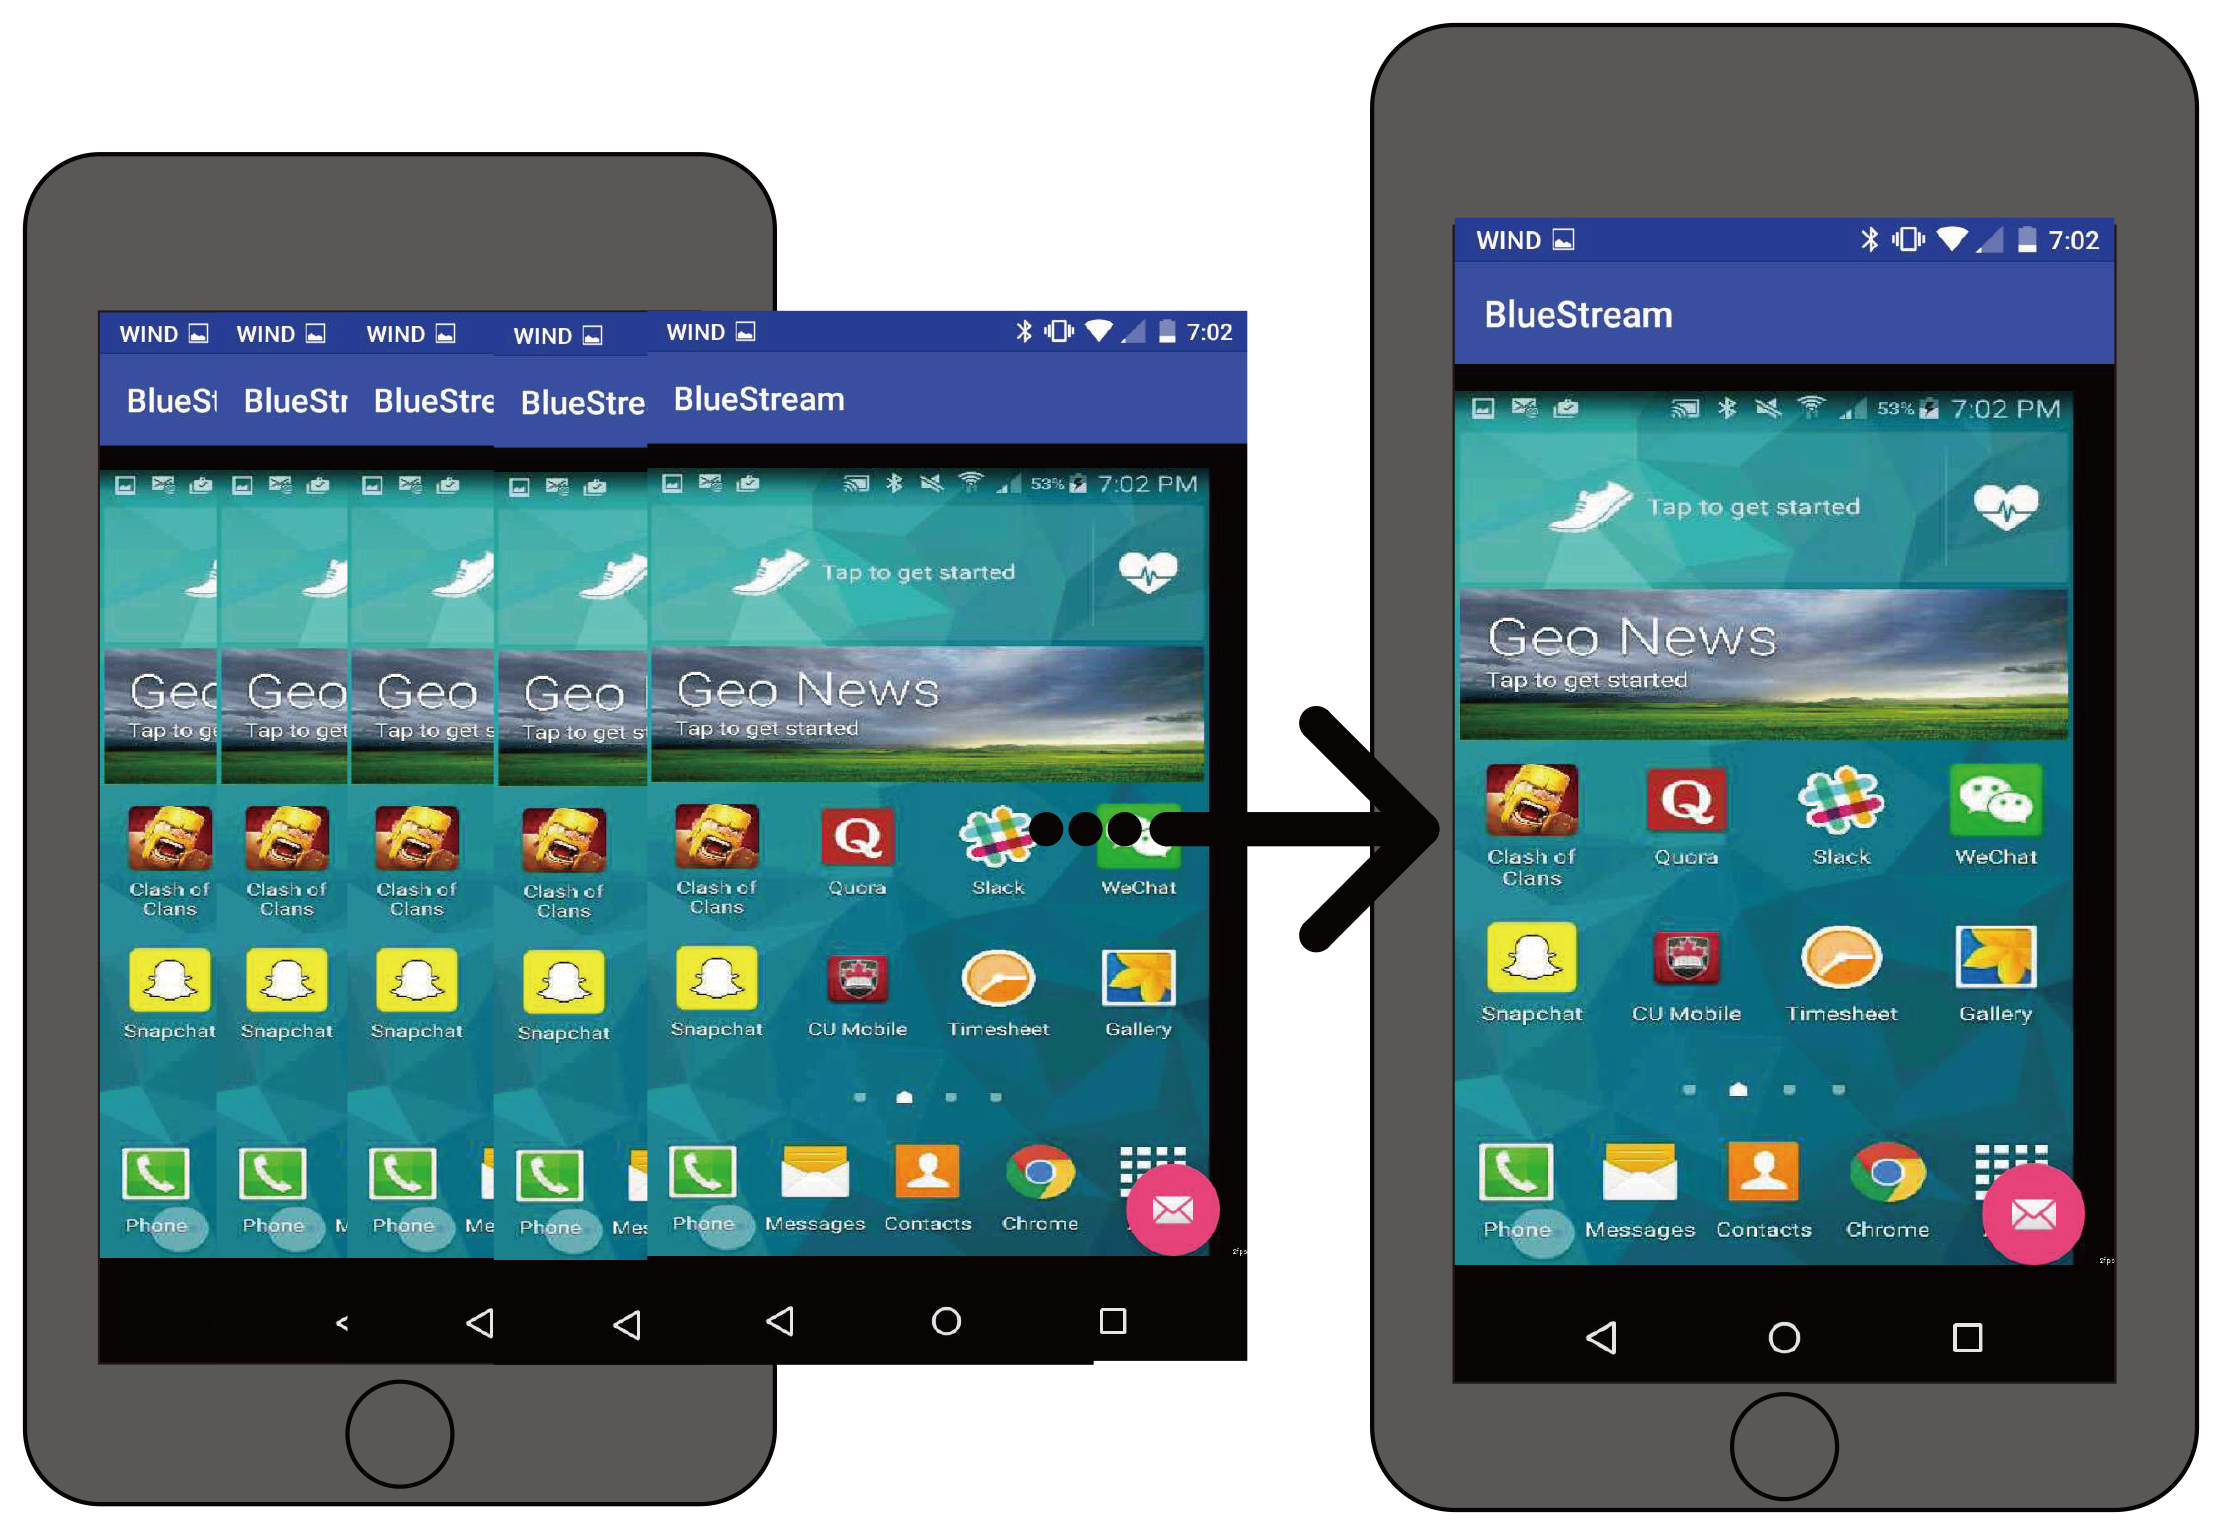 WIND WIND WIND WIND WIND 7:02
BlueSt BlueStr BlueStre BlueStre BlueStream
53% 7:02 PM
Tap to get started
Geo Geo Geo Geo News
Tap to ge Tap to get Tap to get s Tap to get st Tap to get started
Clash of Clans
Clash of Clans
Clash of Clans
Clash of Clans
Clash of Clans
Quora
Slack
WeChat
Snapchat Snapchat Snapchat Snapchat Snapchat CU Mobile Timesheet Gallery
Phone Phone M Phone Me Phone Mes Phone Messages Contacts Chrome
2fps
WIND 7:02
BlueStream
53% 7:02 PM
Tap to get started
Geo News
Tap to get started
Clash of Clans
Quora
Slack
WeChat
Snapchat CU Mobile Timesheet Gallery
Phone Messages Contacts Chrome
2fps